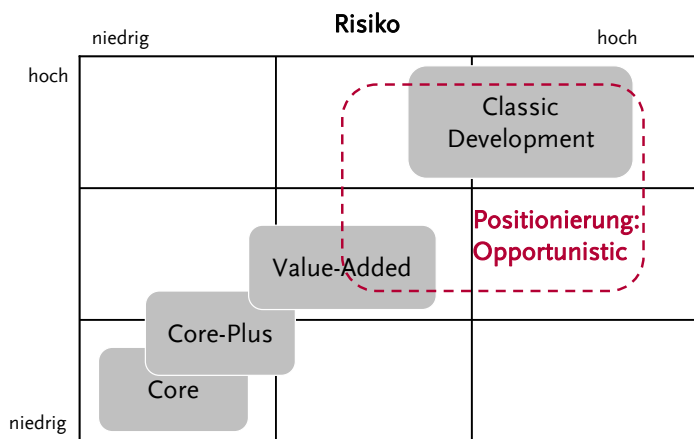 Risiko
niedrig
hoch
hoch
Classic
Development
Positionierung:
Opportunistic
Value-Added
Core-Plus
Core
niedrig